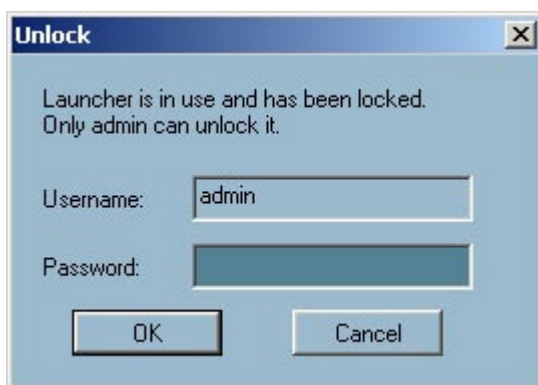 Unlock
Launcher is in use and has been locked.
Only admin can unlock it.
Username: admin
Password:
OK Cancel